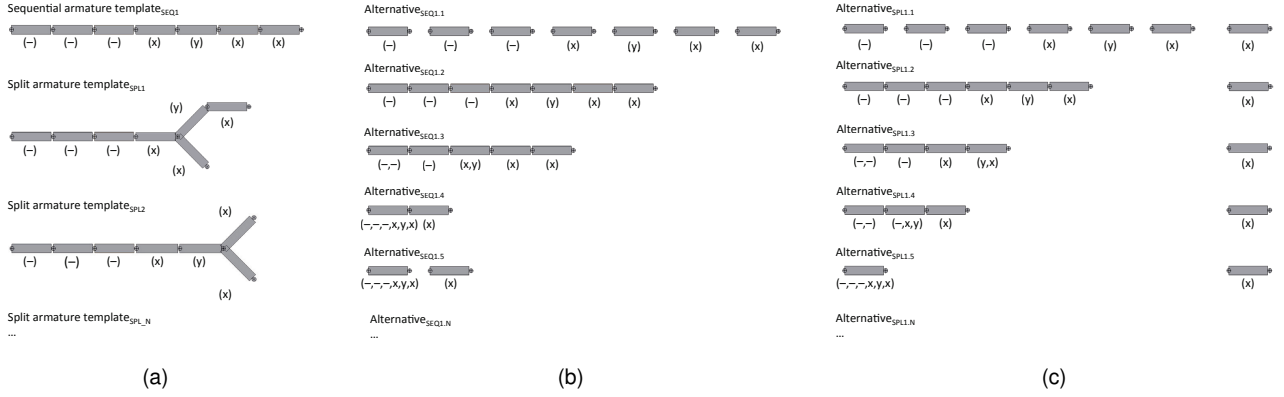 Sequential armature template_SEQ1
(–) (–) (–) (x) (y) (x) (x)
Split armature template_SPL1
(y)
(x)
(–) (–) (–) (x)
(x)
Split armature template_SPL2
(x)
(–) (–) (–) (x) (y)
(x)
Split armature template_SPL_N
...
(a)
Alternative_SEQ1.1
(–) (–) (–) (x) (y) (x) (x)
Alternative_SEQ1.2
(–) (–) (–) (x) (y) (x) (x)
Alternative_SEQ1.3
(–,–) (–) (x,y) (x) (x)
Alternative_SEQ1.4
(–,–,–,x,y,x) (x)
Alternative_SEQ1.5
(–,–,–,x,y,x) (x)
Alternative_SEQ1.N
...
(b)
Alternative_SPL1.1
(–) (–) (–) (x) (y) (x) (x)
Alternative_SPL1.2
(–) (–) (–) (x) (y) (x) (x)
Alternative_SPL1.3
(–,–) (–) (x) (y,x) (x)
Alternative_SPL1.4
(–,–) (–,x,y) (x) (x)
Alternative_SPL1.5
(–,–,–,x,y,x) (x)
Alternative_SPL1.N
...
(c)